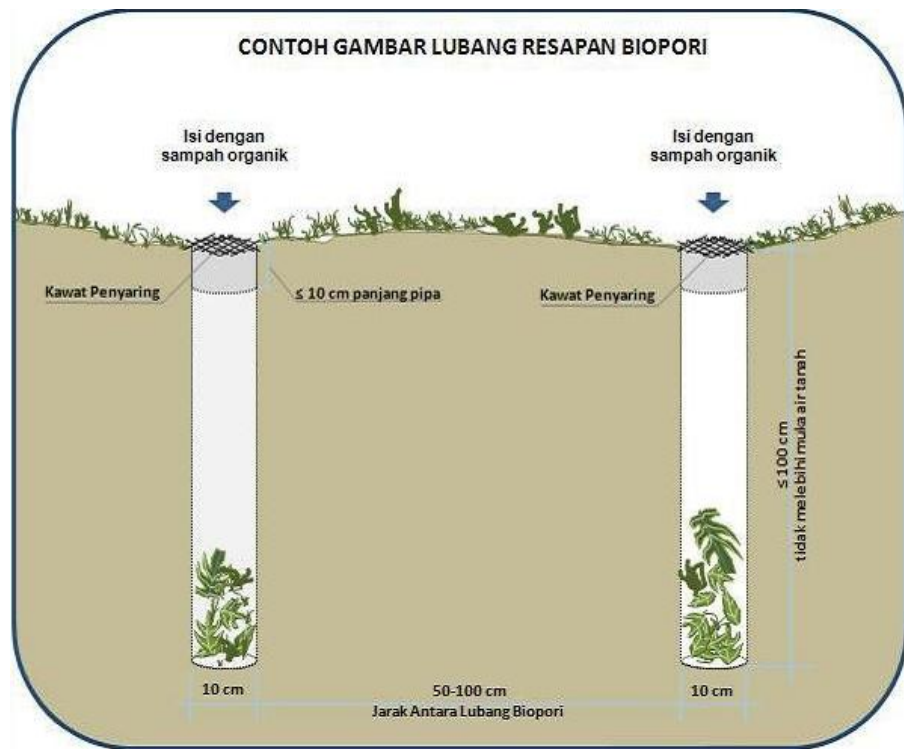 CONTOH GAMBAR LUBANG RESAPAN BIOPORI
Isi dengan
sampah organik
Isi dengan
sampah organik
Kawat Penyaring
≤ 10 cm panjang pipa
Kawat Penyaring
≤ 100 cm
tidak melebihi muka air tanah
10 cm
50-100 cm
10 cm
Jarak Antara Lubang Biopori